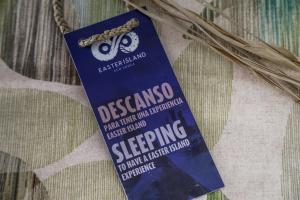 EASTER ISLAND
DESCANSO
PARA TENER UNA EXPERIENCIA
EASTER ISLAND
SLEEPING
TO HAVE A EASTER ISLAND
EXPERIENCE